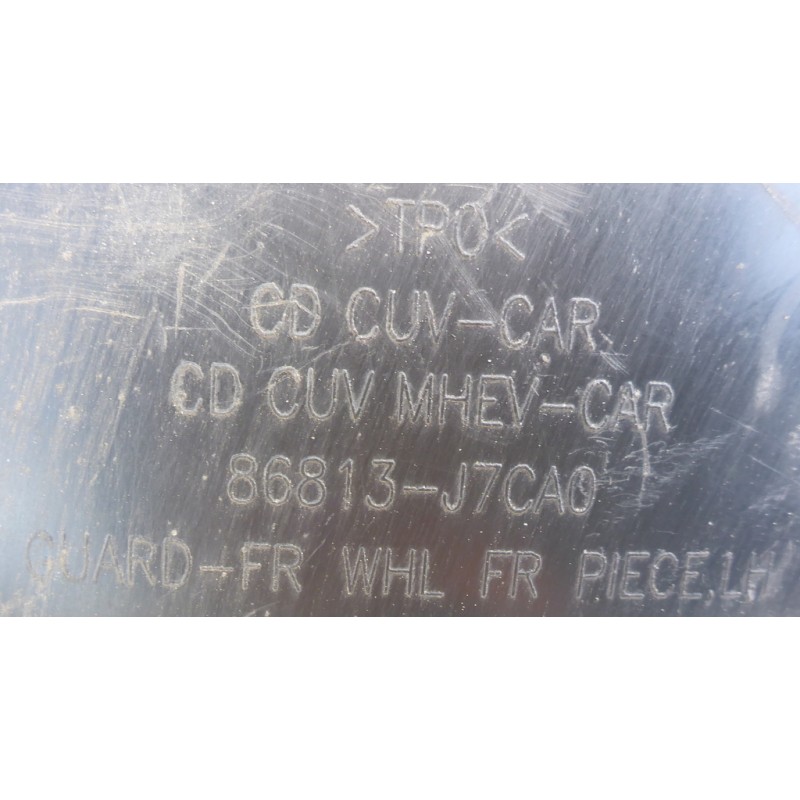 >TPO<
CD CUV-CAR
CD CUV MHEV-CAR
86813-J7CA0
GUARD-FR WHL FR PIECE,LH